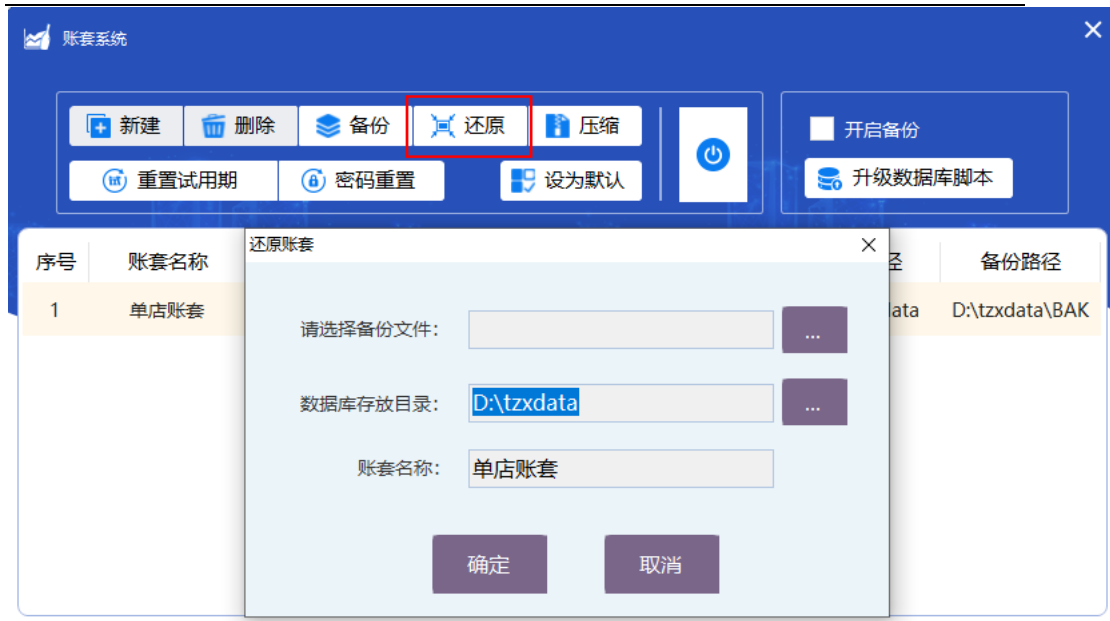 账套系统
新建 删除 备份 还原 压缩
开启备份
重置试用期 密码重置 设为默认
升级数据库脚本
序号 账套名称 备份路径
1 单店账套 D:\tzxdata\BAK
还原账套
请选择备份文件: ...
数据库存放目录: D:\tzxdata ...
账套名称: 单店账套
确定 取消